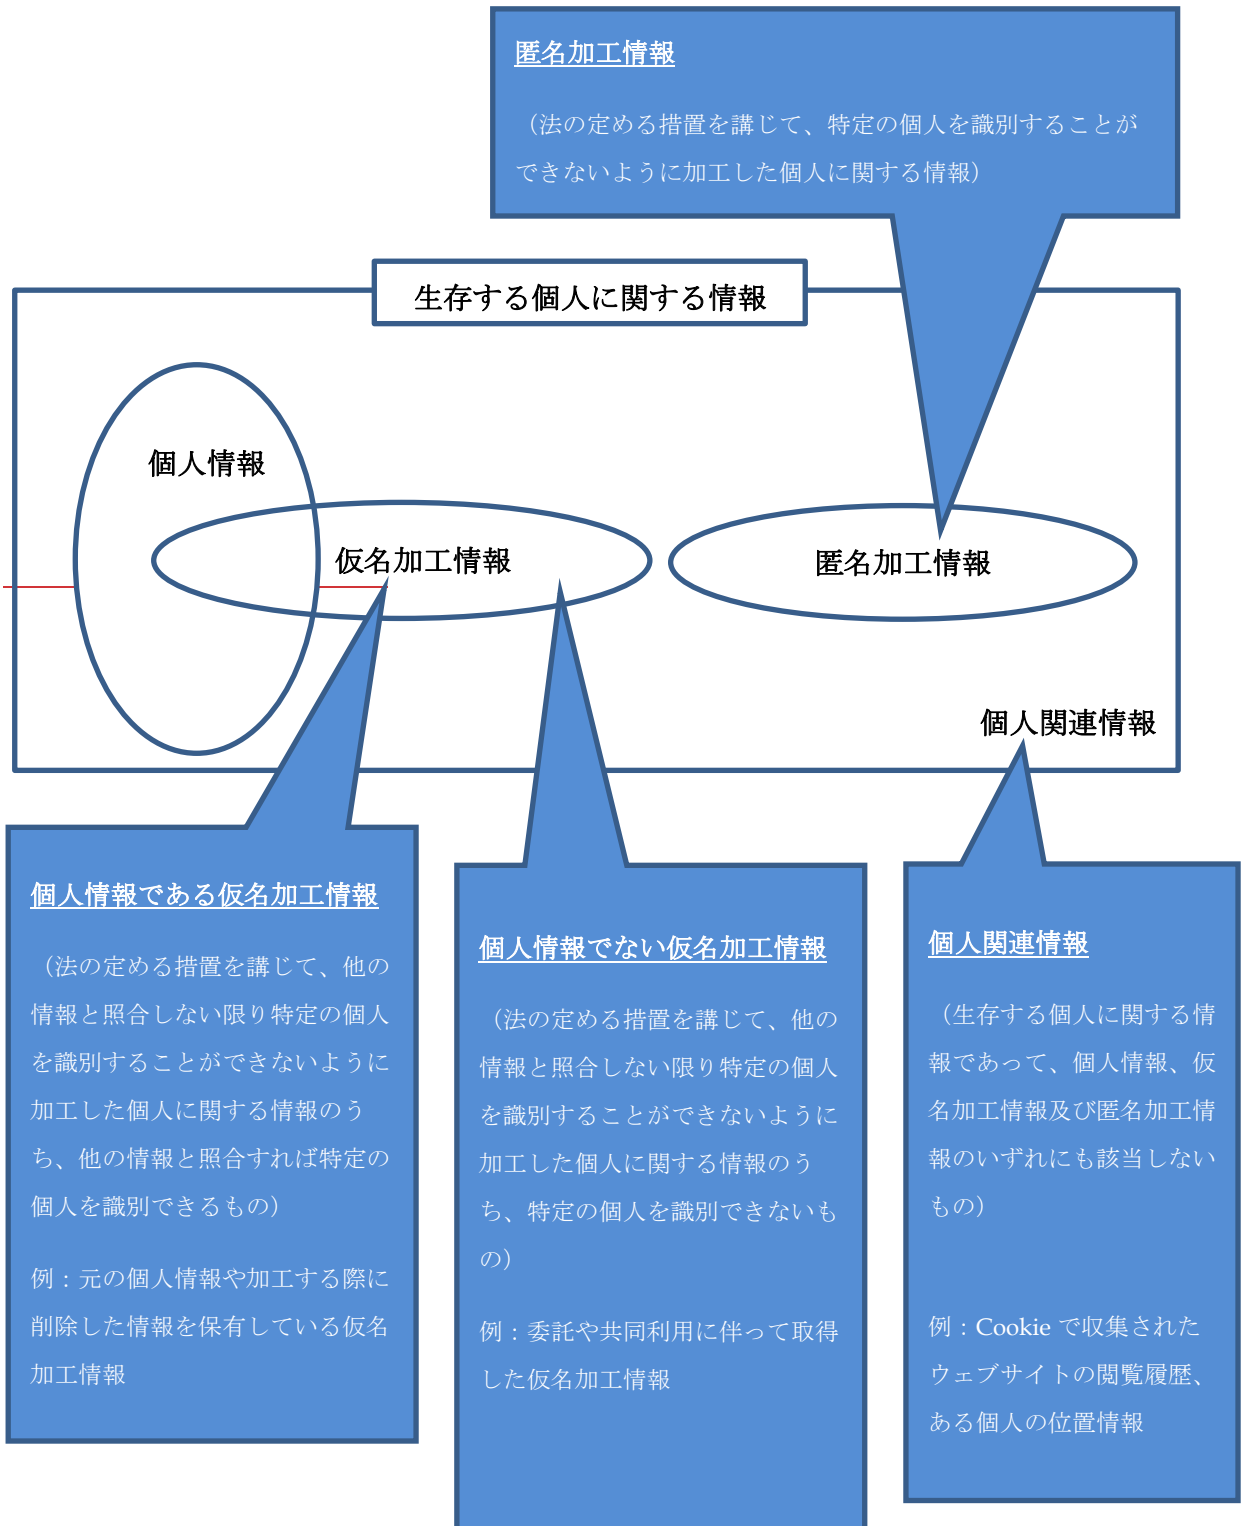 匿名加工情報
（法の定める措置を講じて、特定の個人を識別することが
できないように加工した個人に関する情報）
生存する個人に関する情報
個人情報
仮名加工情報
匿名加工情報
個人関連情報
個人情報である仮名加工情報
（法の定める措置を講じて、他の
情報と照合しない限り特定の個人
を識別することができないように
加工した個人に関する情報のう
ち、他の情報と照合すれば特定の
個人を識別できるもの）
例：元の個人情報や加工する際に
削除した情報を保有している仮名
加工情報
個人情報でない仮名加工情報
（法の定める措置を講じて、他の
情報と照合しない限り特定の個人
を識別することができないように
加工した個人に関する情報のう
ち、特定の個人を識別できないも
の）
例：委託や共同利用に伴って取得
した仮名加工情報
個人関連情報
（生存する個人に関する情
報であって、個人情報、仮
名加工情報及び匿名加工情
報のいずれにも該当しない
もの）
例：Cookie で収集された
ウェブサイトの閲覧履歴、
ある個人の位置情報